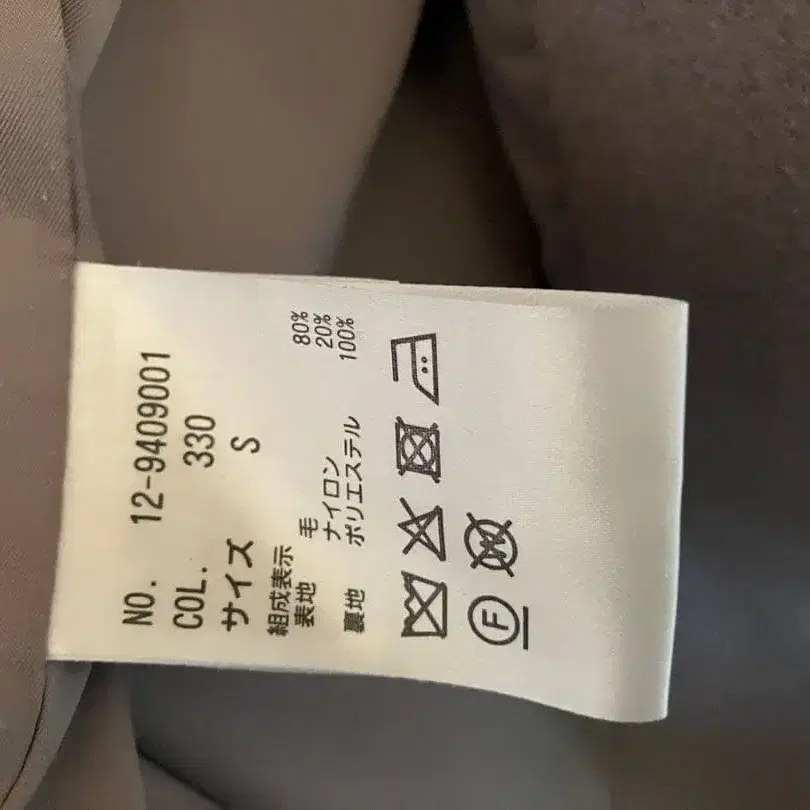 NO. 12-9409001
COL. 330
サイズ S
組成表示
表地 毛 80%
ナイロン 20%
裏地 ポリエステル 100%
F W